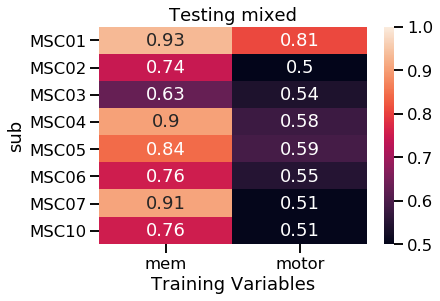 Testing mixed
sub
MSC01 0.93 0.81 1.0
MSC02 0.74 0.5 0.9
MSC03 0.63 0.54
MSC04 0.9 0.58 0.8
MSC05 0.84 0.59
MSC06 0.76 0.55 0.7
MSC07 0.91 0.51 0.6
MSC10 0.76 0.51 0.5
mem motor
Training Variables